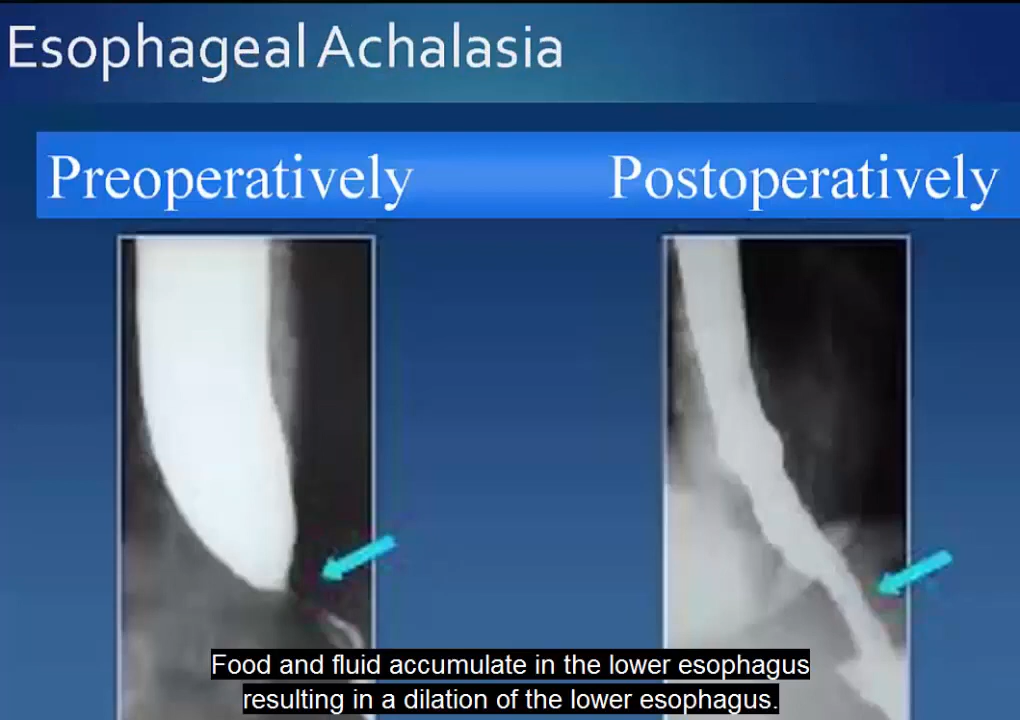 Esophageal Achalasia
Preoperatively Postoperatively
Food and fluid accumulate in the lower esophagus
resulting in a dilation of the lower esophagus.